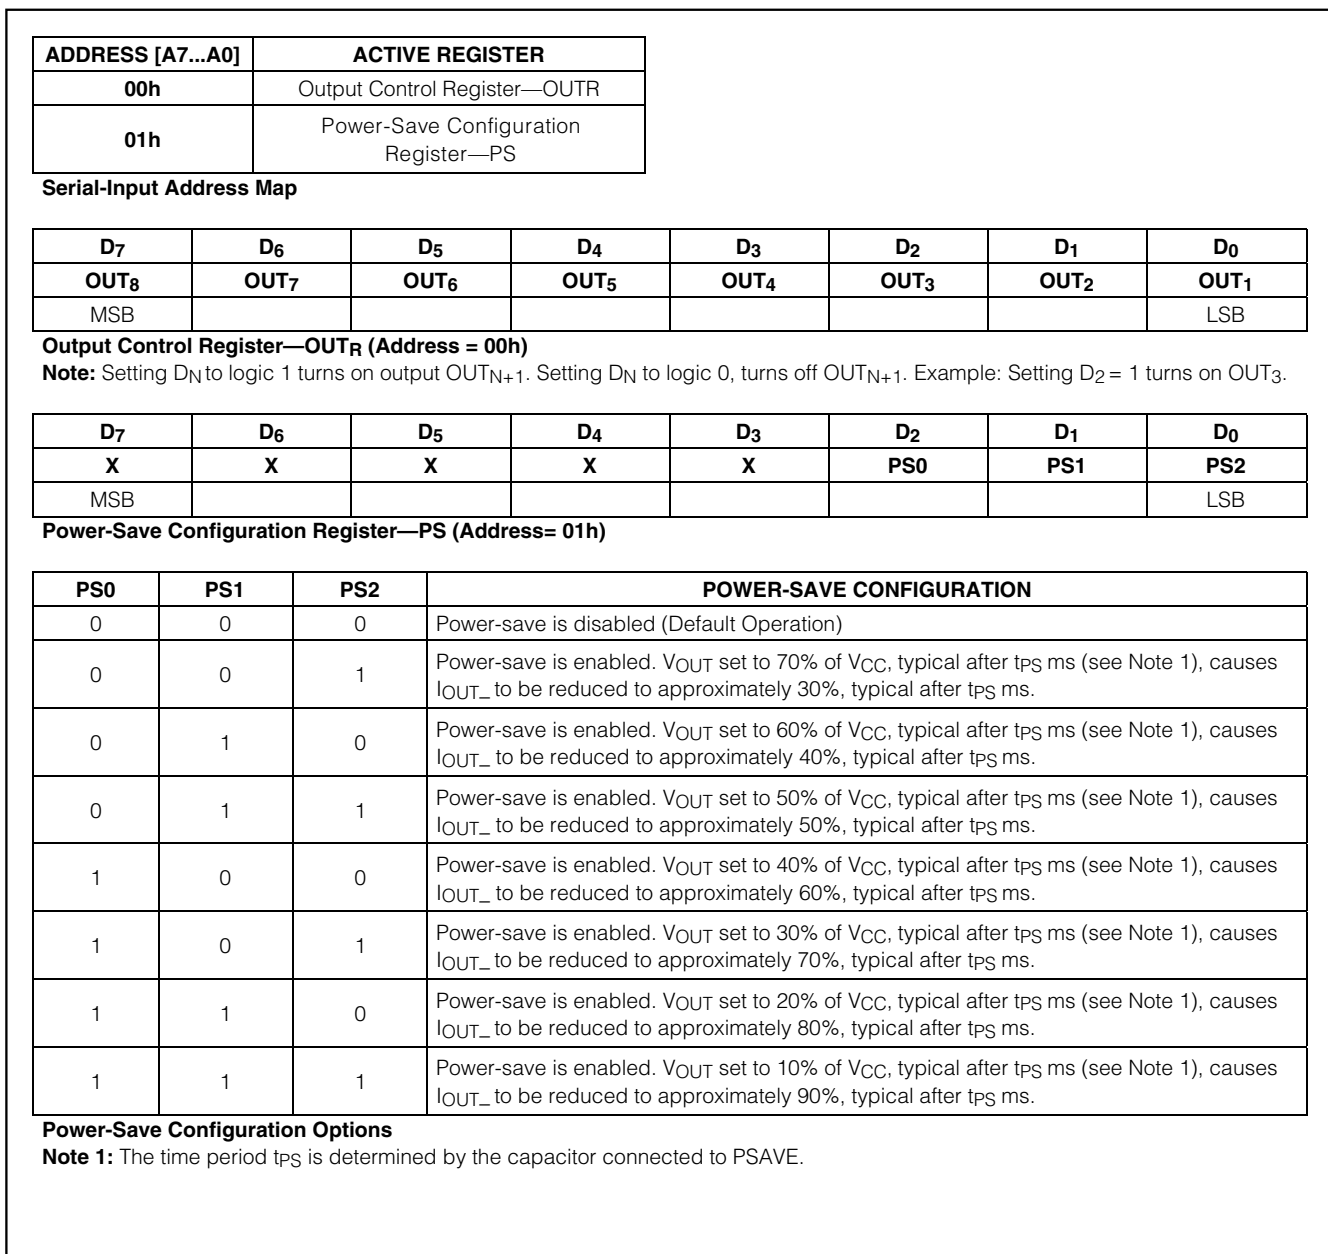 ADDRESS [A7...A0] ACTIVE REGISTER
00h Output Control Register—OUTR
01h Power-Save Configuration
Register—PS
Serial-Input Address Map
D7 D6 D5 D4 D3 D2 D1 D0
OUT8 OUT7 OUT6 OUT5 OUT4 OUT3 OUT2 OUT1
MSB LSB
Output Control Register—OUTR (Address = 00h)
Note: Setting DN to logic 1 turns on output OUTN+1. Setting DN to logic 0, turns off OUTN+1. Example: Setting D2 = 1 turns on OUT3.
D7 D6 D5 D4 D3 D2 D1 D0
X X X X X PS0 PS1 PS2
MSB LSB
Power-Save Configuration Register—PS (Address= 01h)
PS0 PS1 PS2 POWER-SAVE CONFIGURATION
0 0 0 Power-save is disabled (Default Operation)
0 0 1 Power-save is enabled. VOUT set to 70% of VCC, typical after tPS ms (see Note 1), causes
IOUT_ to be reduced to approximately 30%, typical after tPS ms.
0 1 0 Power-save is enabled. VOUT set to 60% of VCC, typical after tPS ms (see Note 1), causes
IOUT_ to be reduced to approximately 40%, typical after tPS ms.
0 1 1 Power-save is enabled. VOUT set to 50% of VCC, typical after tPS ms (see Note 1), causes
IOUT_ to be reduced to approximately 50%, typical after tPS ms.
1 0 0 Power-save is enabled. VOUT set to 40% of VCC, typical after tPS ms (see Note 1), causes
IOUT_ to be reduced to approximately 60%, typical after tPS ms.
1 0 1 Power-save is enabled. VOUT set to 30% of VCC, typical after tPS ms (see Note 1), causes
IOUT_ to be reduced to approximately 70%, typical after tPS ms.
1 1 0 Power-save is enabled. VOUT set to 20% of VCC, typical after tPS ms (see Note 1), causes
IOUT_ to be reduced to approximately 80%, typical after tPS ms.
1 1 1 Power-save is enabled. VOUT set to 10% of VCC, typical after tPS ms (see Note 1), causes
IOUT_ to be reduced to approximately 90%, typical after tPS ms.
Power-Save Configuration Options
Note 1: The time period tPS is determined by the capacitor connected to PSAVE.